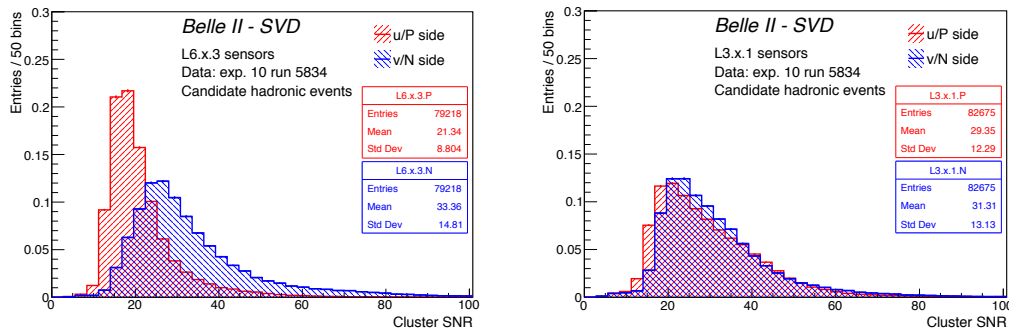 Belle II - SVD
L6.x.3 sensors
Data: exp. 10 run 5834
Candidate hadronic events
u/P side
v/N side
L6.x.3.P
Entries 79218
Mean 21.34
Std Dev 8.804
L6.x.3.N
Entries 79218
Mean 33.36
Std Dev 14.81
Entries / 50 bins
0.3
0.25
0.2
0.15
0.1
0.05
0
0 20 40 60 80 100
Cluster SNR
Belle II - SVD
L3.x.1 sensors
Data: exp. 10 run 5834
Candidate hadronic events
u/P side
v/N side
L3.x.1.P
Entries 82675
Mean 29.35
Std Dev 12.29
L3.x.1.N
Entries 82675
Mean 31.31
Std Dev 13.13
Entries / 50 bins
0.3
0.25
0.2
0.15
0.1
0.05
0
0 20 40 60 80 100
Cluster SNR